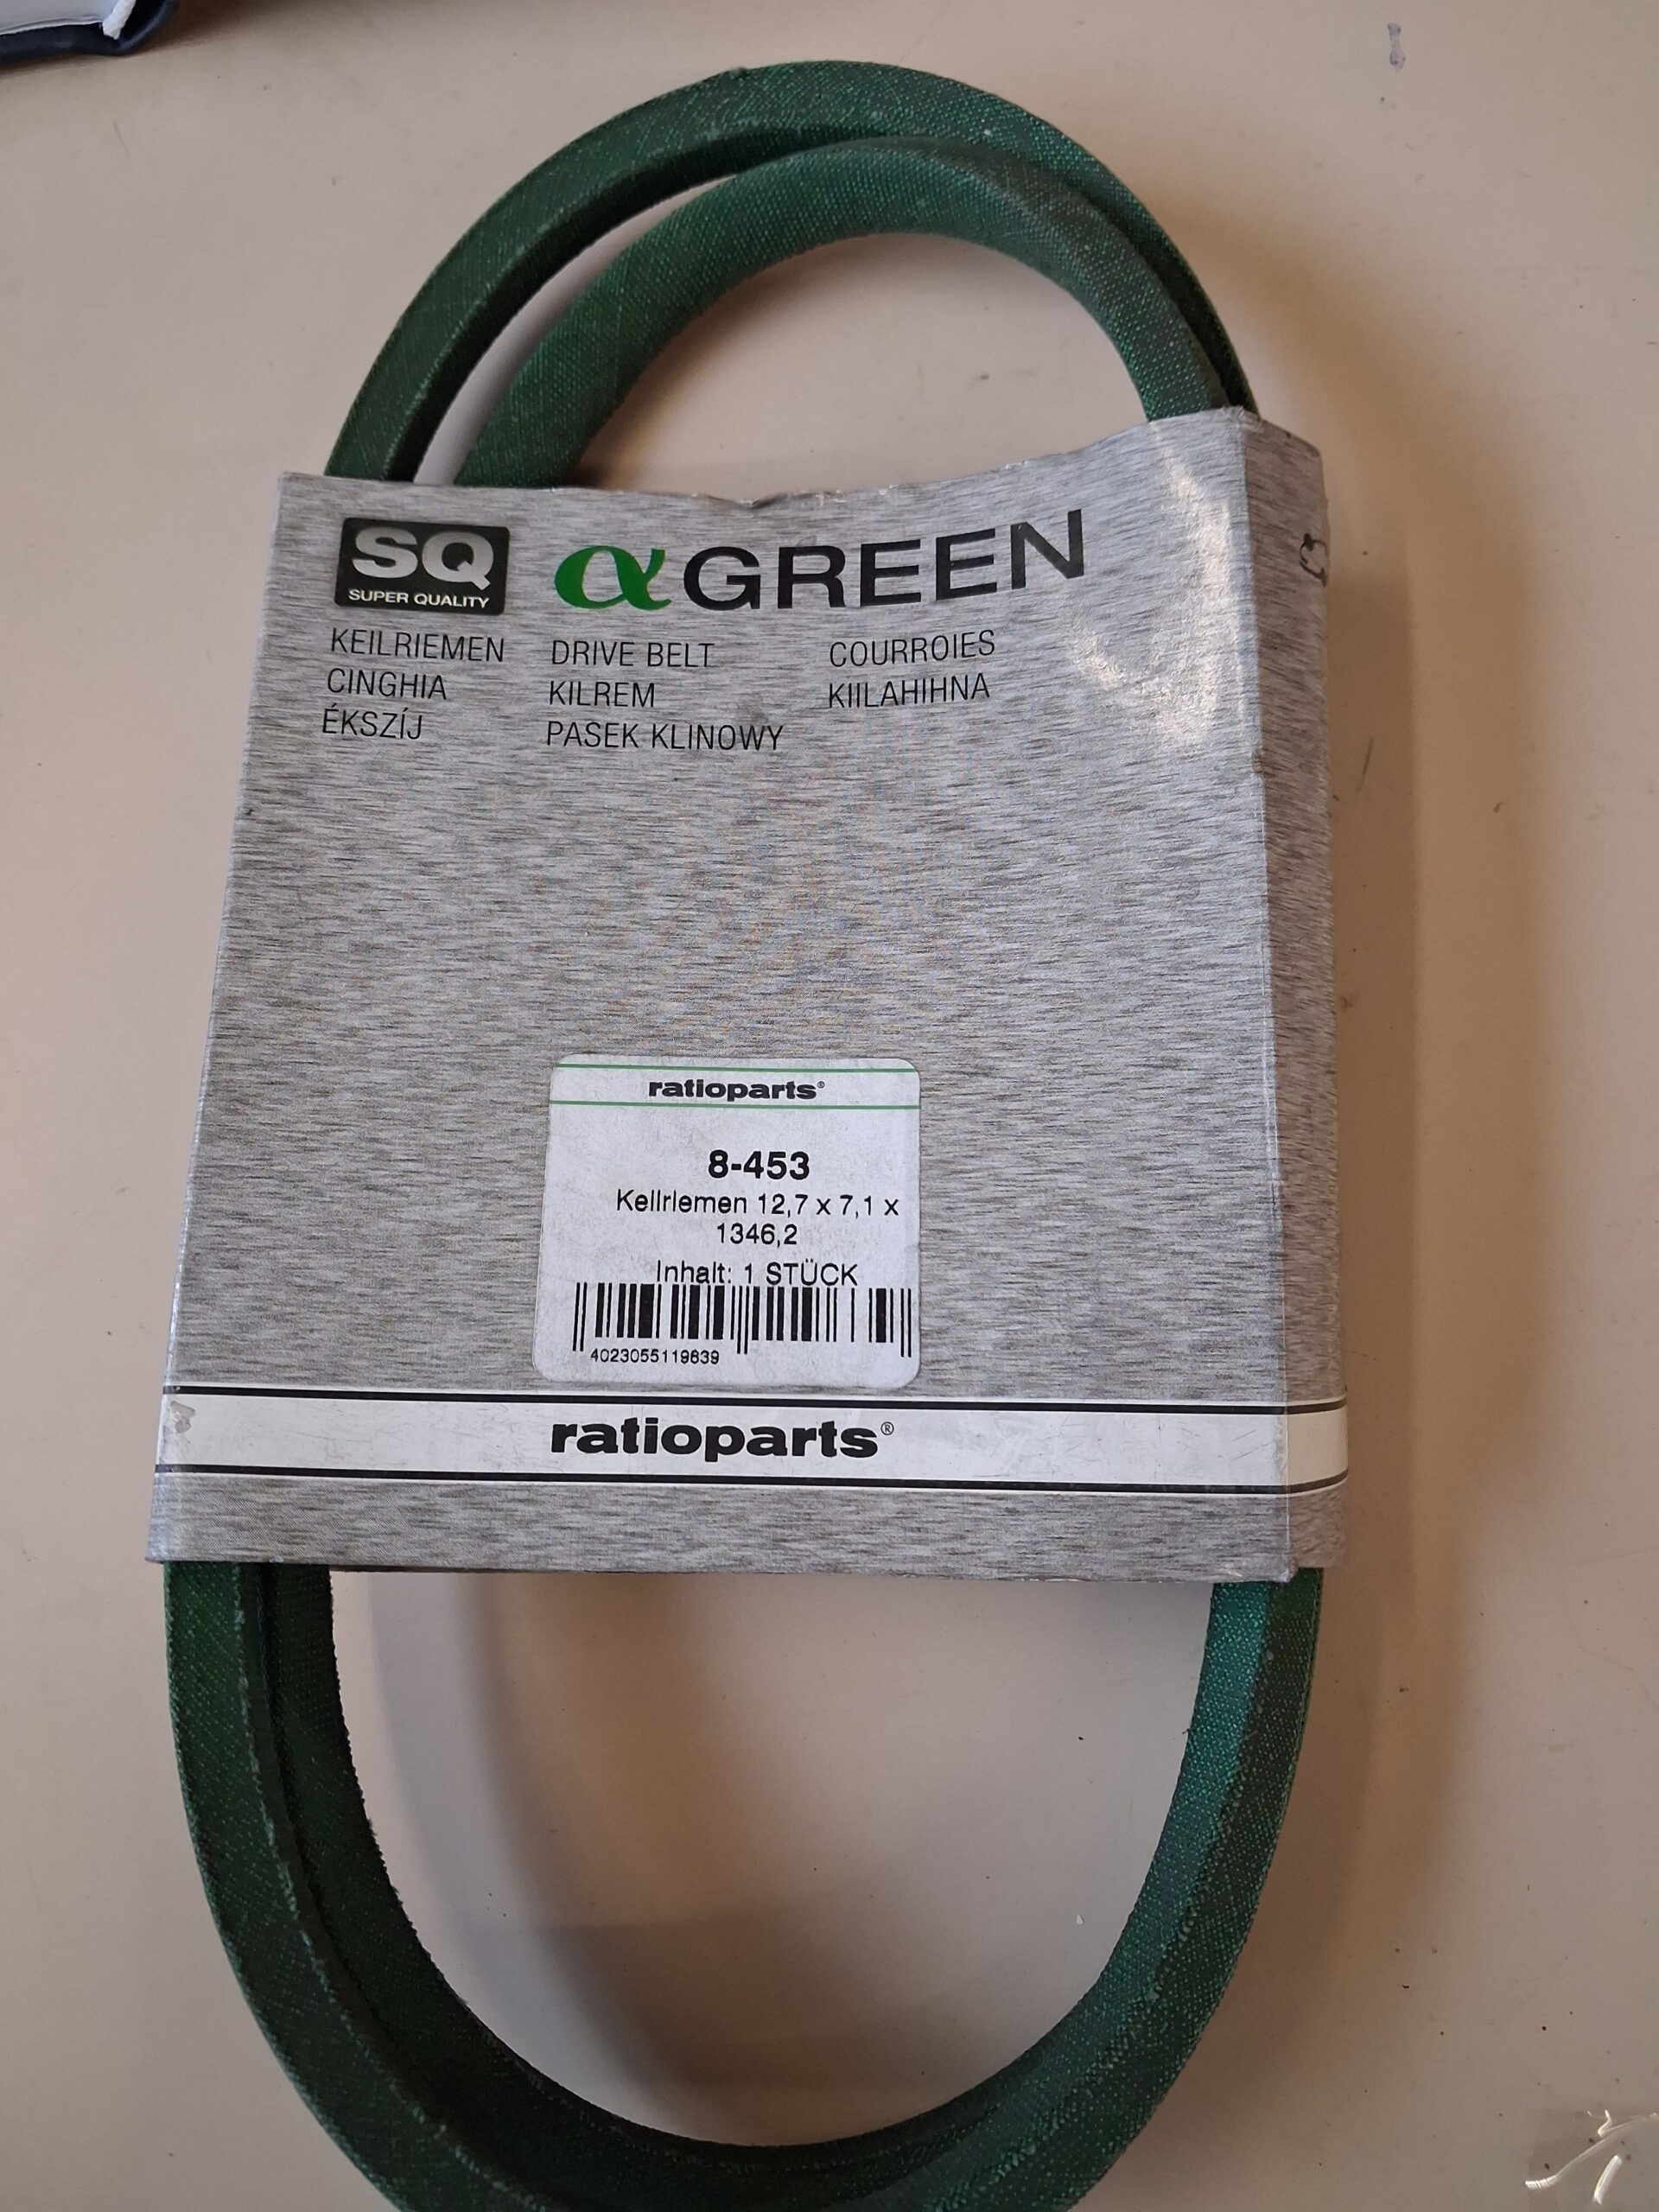 SQ
SUPER QUALITY
αGREEN
KEILRIEMEN DRIVE BELT COURROIES
CINGHIA KILREM KIILAHIHNA
ÉKSZÍJ PASEK KLINOWY
ratioparts®
8-453
Keilriemen 12,7 x 7,1 x
1346,2
Inhalt: 1 STÜCK
4023055119839
ratioparts®